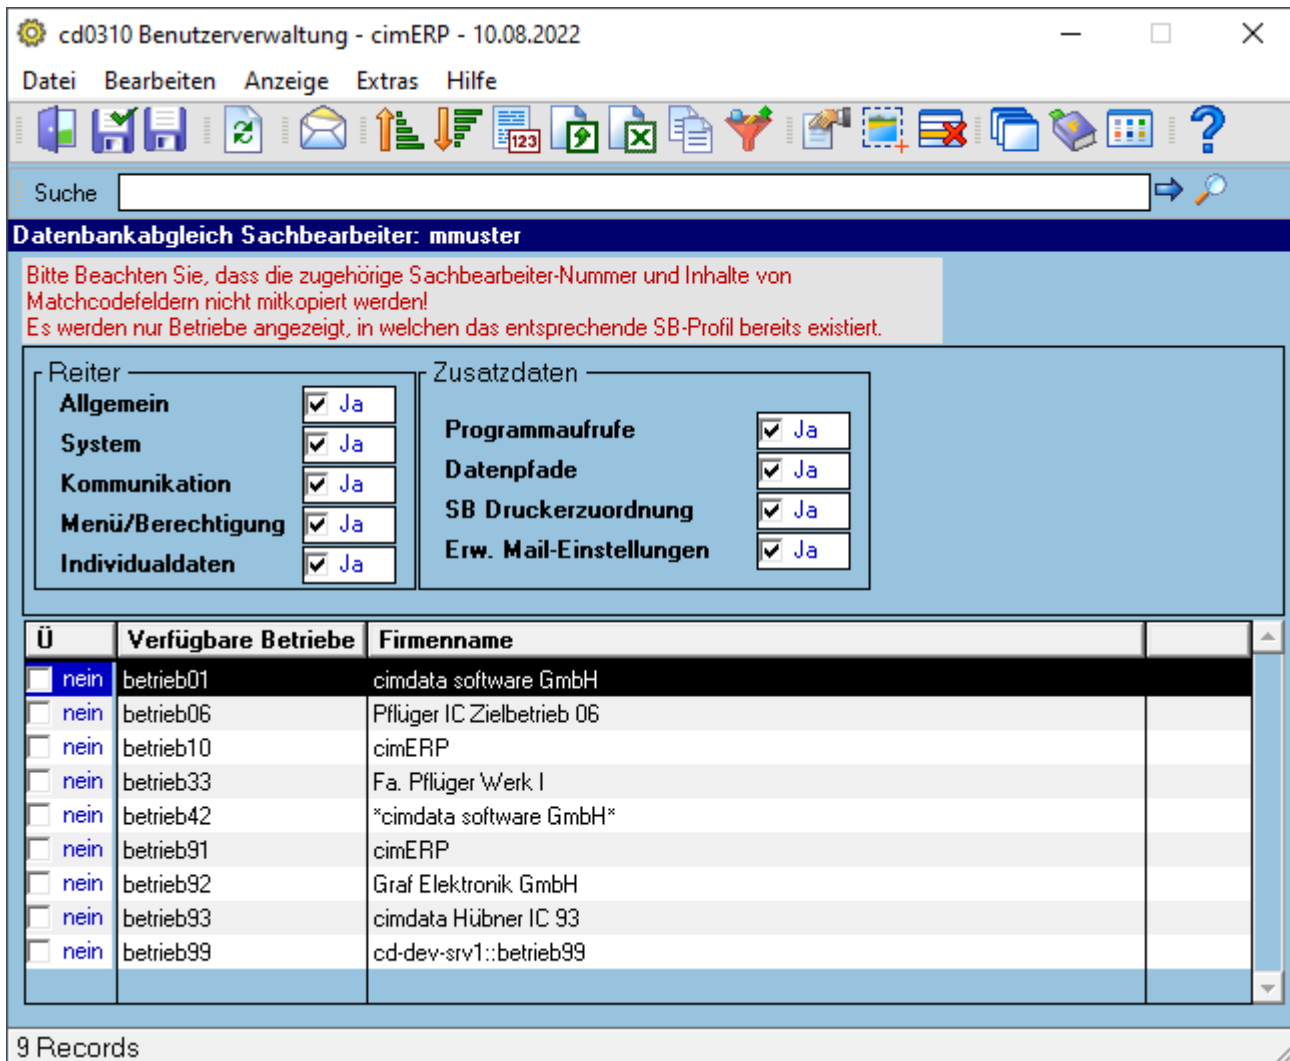 cd0310 Benutzerverwaltung - cimERP - 10.08.2022
Datei Bearbeiten Anzeige Extras Hilfe
123
Suche
Datenbankabgleich Sachbearbeiter: mmuster
Bitte Beachten Sie, dass die zugehörige Sachbearbeiter-Nummer und Inhalte von
Matchcodefeldern nicht mitkopiert werden!
Es werden nur Betriebe angezeigt, in welchen das entsprechende SB-Profil bereits existiert.
Reiter
Allgemein Ja
System Ja
Kommunikation Ja
Menü/Berechtigung Ja
Individualdaten Ja
Zusatzdaten
Programmaufrufe Ja
Datenpfade Ja
SB Druckerzuordnung Ja
Erw. Mail-Einstellungen Ja
Ü Verfügbare Betriebe Firmenname
nein betrieb01 cimdata software GmbH
nein betrieb06 Pflüger IC Zielbetrieb 06
nein betrieb10 cimERP
nein betrieb33 Fa. Pflüger Werk I
nein betrieb42 *cimdata software GmbH*
nein betrieb91 cimERP
nein betrieb92 Graf Elektronik GmbH
nein betrieb93 cimdata Hübner IC 93
nein betrieb99 cd-dev-srv1::betrieb99
9 Records